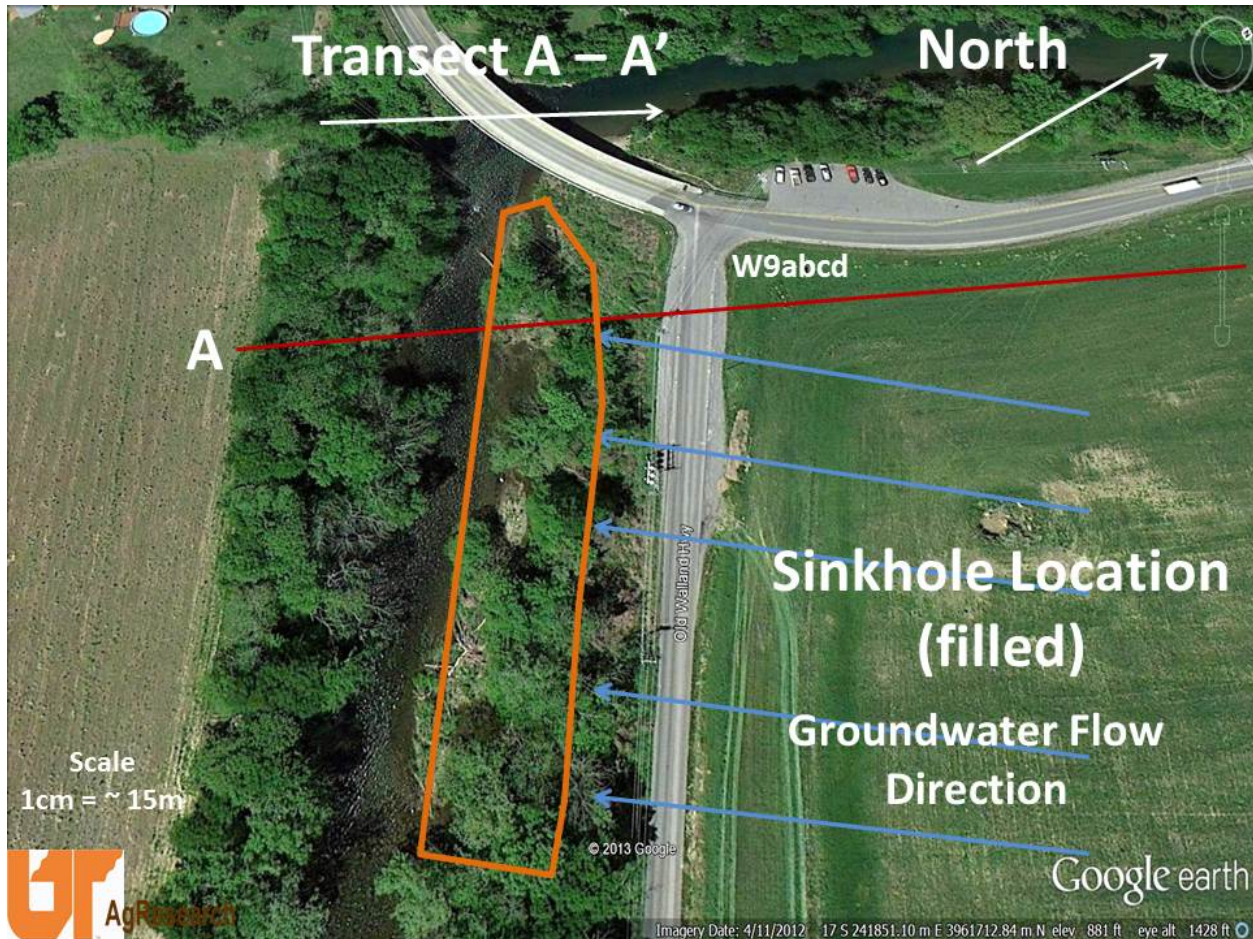 Transect A – A’
North
W9abcd
A
Old Walland Hwy
Sinkhole Location
(filled)
Groundwater Flow
Direction
Scale
1cm = ~ 15m
© 2013 Google
Google earth
UT
AgResearch
Imagery Date: 4/11/2012 17 S 241851.10 m E 3961712.84 m N elev 881 ft eye alt 1428 ft